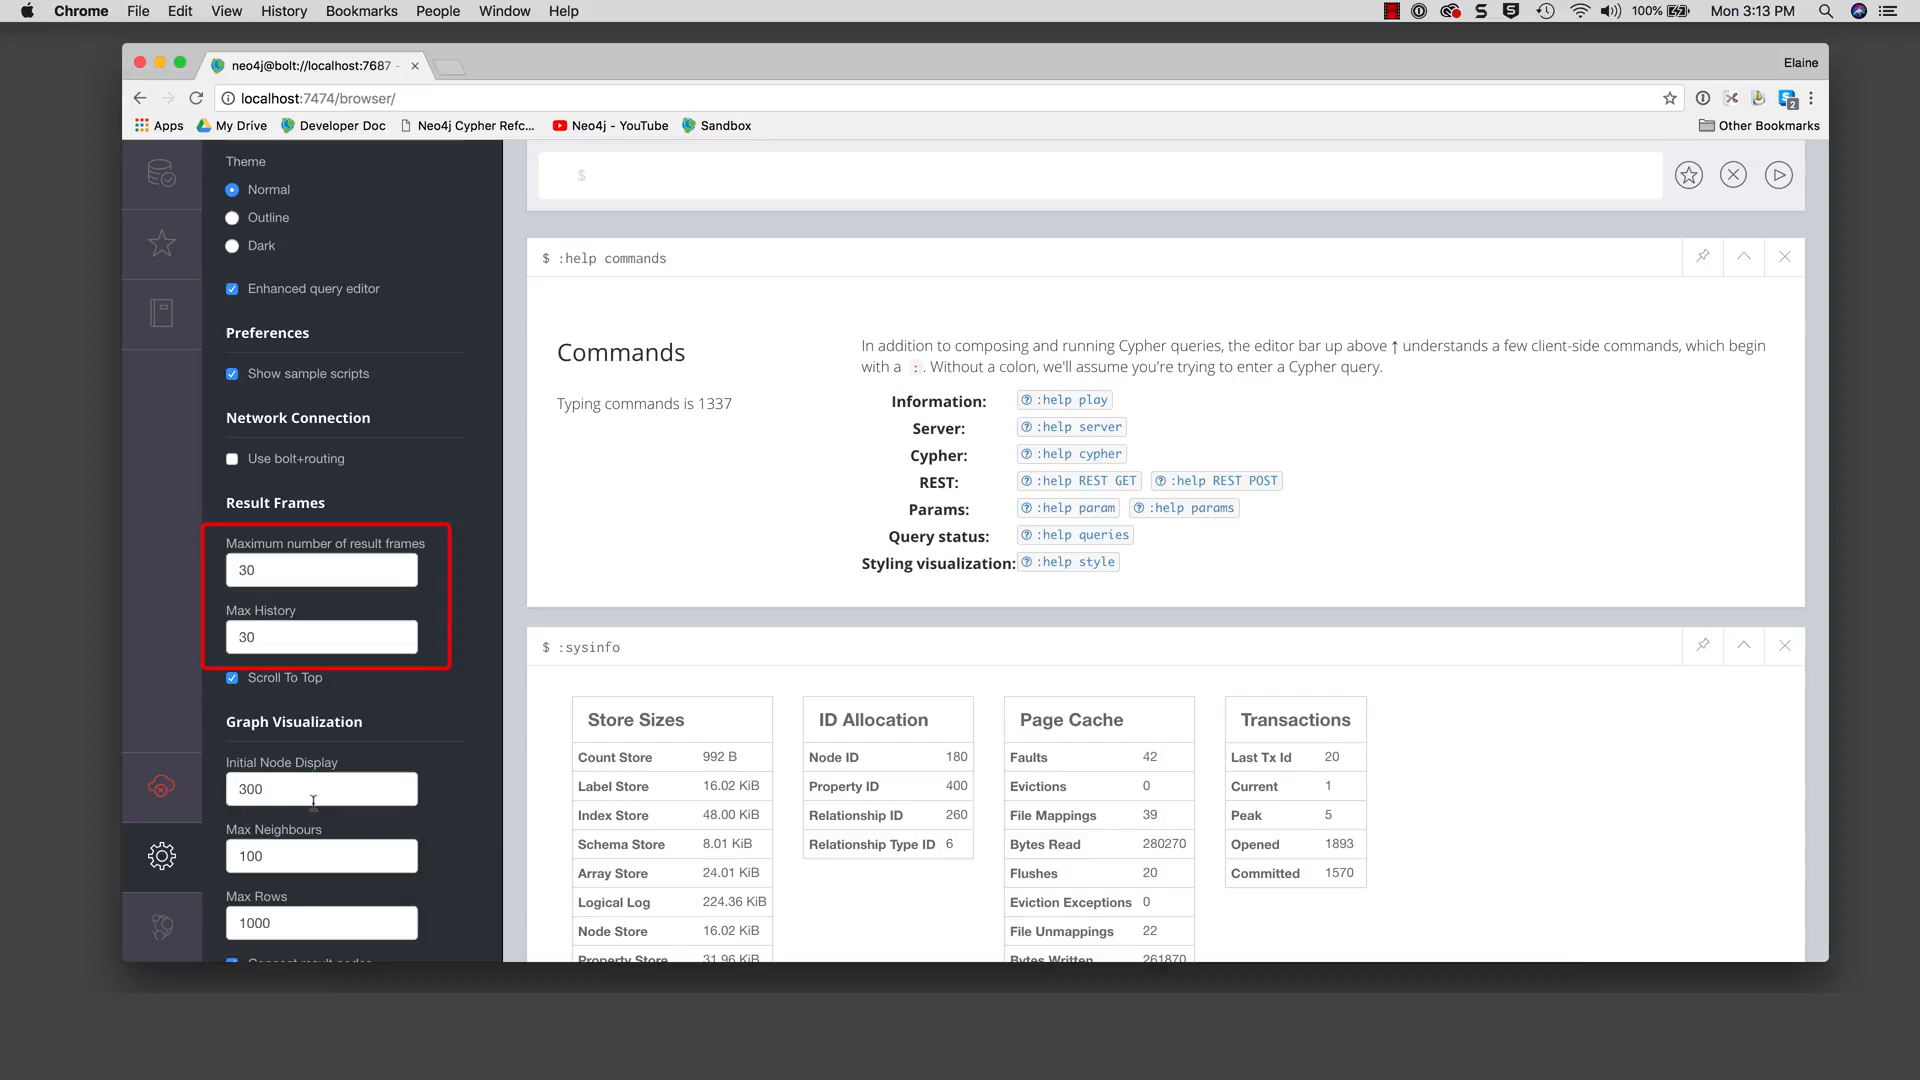 Chrome File Edit View History Bookmarks People Window Help 100% Mon 3:13 PM
neo4j@bolt://localhost:7687 - Elaine
localhost:7474/browser/ 2
Apps My Drive Developer Doc Neo4j Cypher Refc... Neo4j - YouTube Sandbox Other Bookmarks
Theme
Normal
Outline
Dark
Enhanced query editor
Preferences
Show sample scripts
Network Connection
Use bolt+routing
Result Frames
Maximum number of result frames
30
Max History
30
Scroll To Top
Graph Visualization
Initial Node Display
300
Max Neighbours
100
Max Rows
1000
Connect result nodes
$
$ :help commands
Commands
Typing commands is 1337
In addition to composing and running Cypher queries, the editor bar up above ↑ understands a few client-side commands, which begin
with a : . Without a colon, we'll assume you're trying to enter a Cypher query.
Information: :help play
Server: :help server
Cypher: :help cypher
REST: :help REST GET :help REST POST
Params: :help param :help params
Query status: :help queries
Styling visualization: :help style
$ :sysinfo
Store Sizes
Count Store 992 B
Label Store 16.02 KiB
Index Store 48.00 KiB
Schema Store 8.01 KiB
Array Store 24.01 KiB
Logical Log 224.36 KiB
Node Store 16.02 KiB
Property Store 31.96 KiB
ID Allocation
Node ID 180
Property ID 400
Relationship ID 260
Relationship Type ID 6
Page Cache
Faults 42
Evictions 0
File Mappings 39
Bytes Read 280270
Flushes 20
Eviction Exceptions 0
File Unmappings 22
Bytes Written 261870
Transactions
Last Tx Id 20
Current 1
Peak 5
Opened 1893
Committed 1570